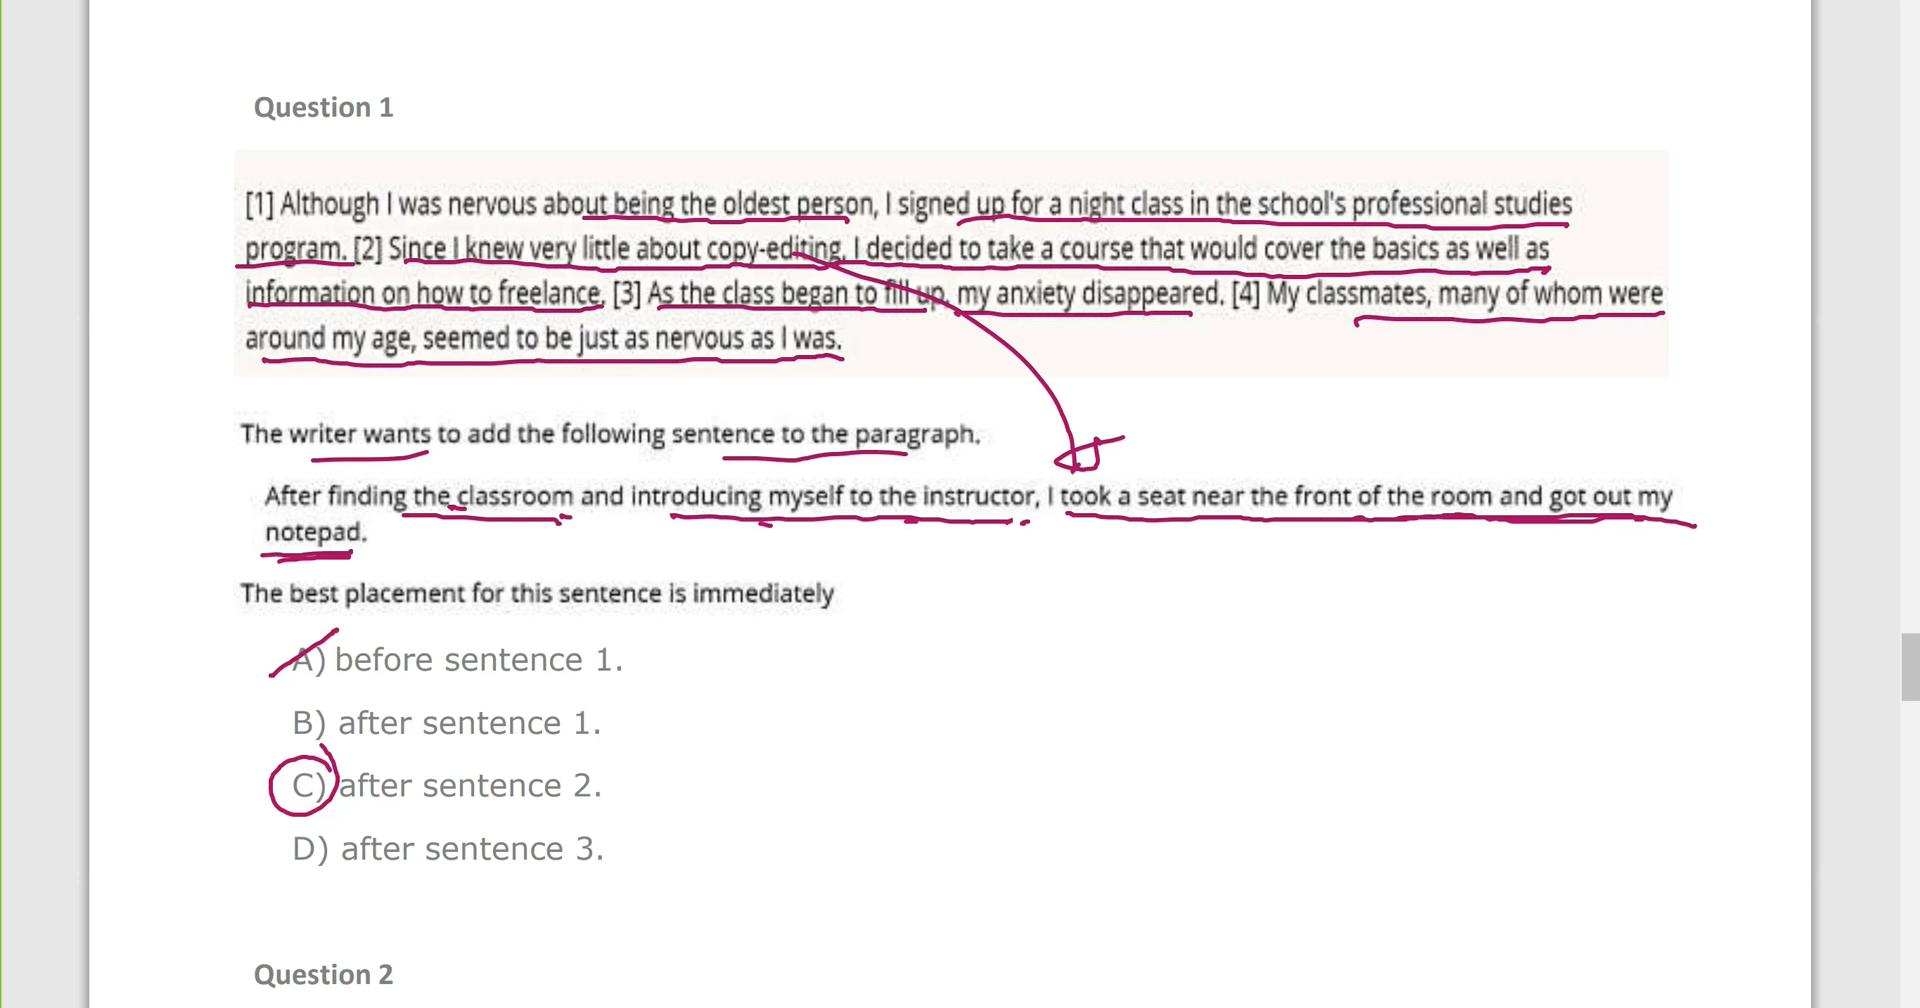 Question 1
[1] Although I was nervous about being the oldest person, I signed up for a night class in the school's professional studies
program. [2] Since I knew very little about copy-editing, I decided to take a course that would cover the basics as well as
information on how to freelance. [3] As the class began to fill up, my anxiety disappeared. [4] My classmates, many of whom were
around my age, seemed to be just as nervous as I was.
The writer wants to add the following sentence to the paragraph.
After finding the classroom and introducing myself to the instructor, I took a seat near the front of the room and got out my
notepad.
The best placement for this sentence is immediately
A) before sentence 1.
B) after sentence 1.
C) after sentence 2.
D) after sentence 3.
Question 2